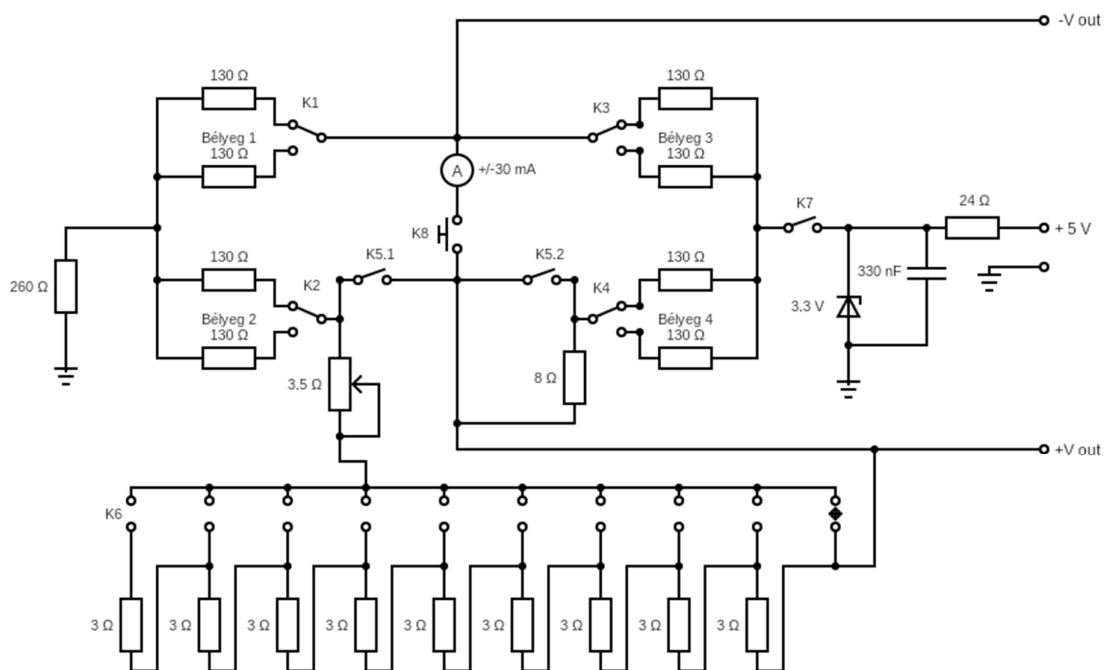 -V out
130 Ω
K1
Bélyeg 1
130 Ω
130 Ω
K3
Bélyeg 3
130 Ω
A
+/-30 mA
K8
K7
24 Ω
+ 5 V
260 Ω
130 Ω
K2
Bélyeg 2
130 Ω
K5.1
K5.2
130 Ω
K4
Bélyeg 4
130 Ω
330 nF
3.3 V
3.5 Ω
8 Ω
+V out
K6
3 Ω
3 Ω
3 Ω
3 Ω
3 Ω
3 Ω
3 Ω
3 Ω
3 Ω